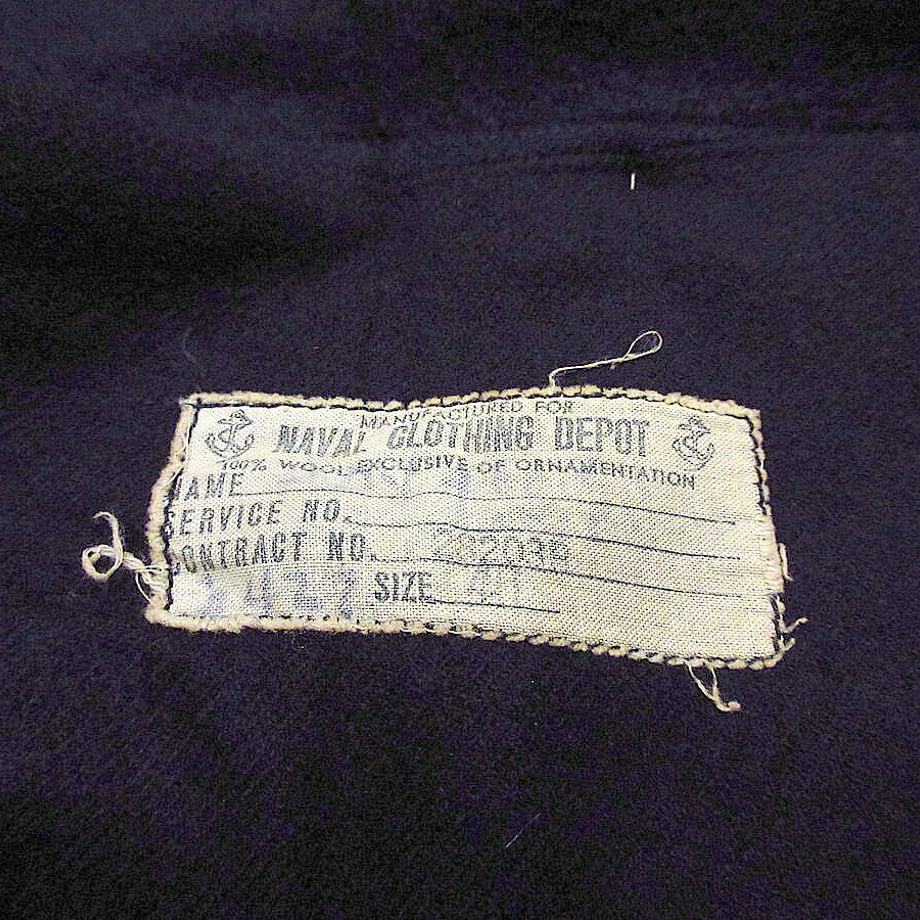 MANUFACTURED FOR
NAVAL CLOTHING DEPOT
100% WOOL EXCLUSIVE OF ORNAMENTATION
NAME
SERVICE NO.
CONTRACT NO.
SIZE